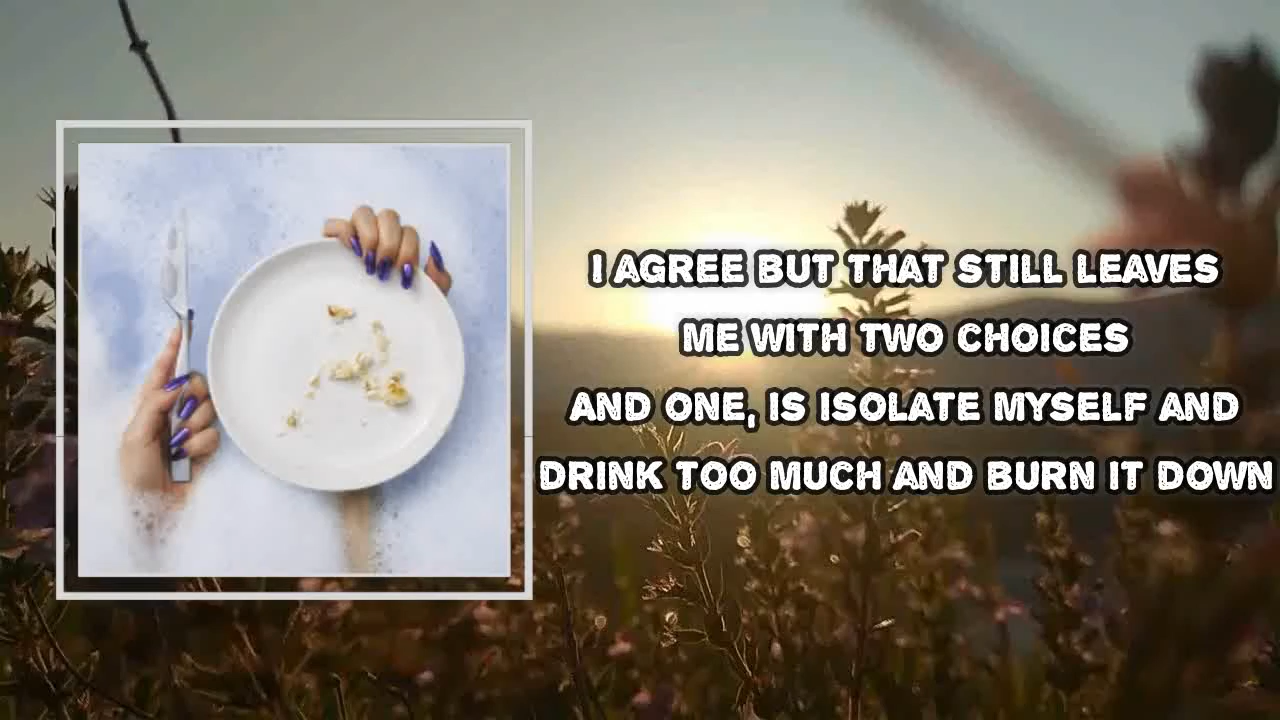 I AGREE BUT THAT STILL LEAVES
ME WITH TWO CHOICES
AND ONE, IS ISOLATE MYSELF AND
DRINK TOO MUCH AND BURN IT DOWN